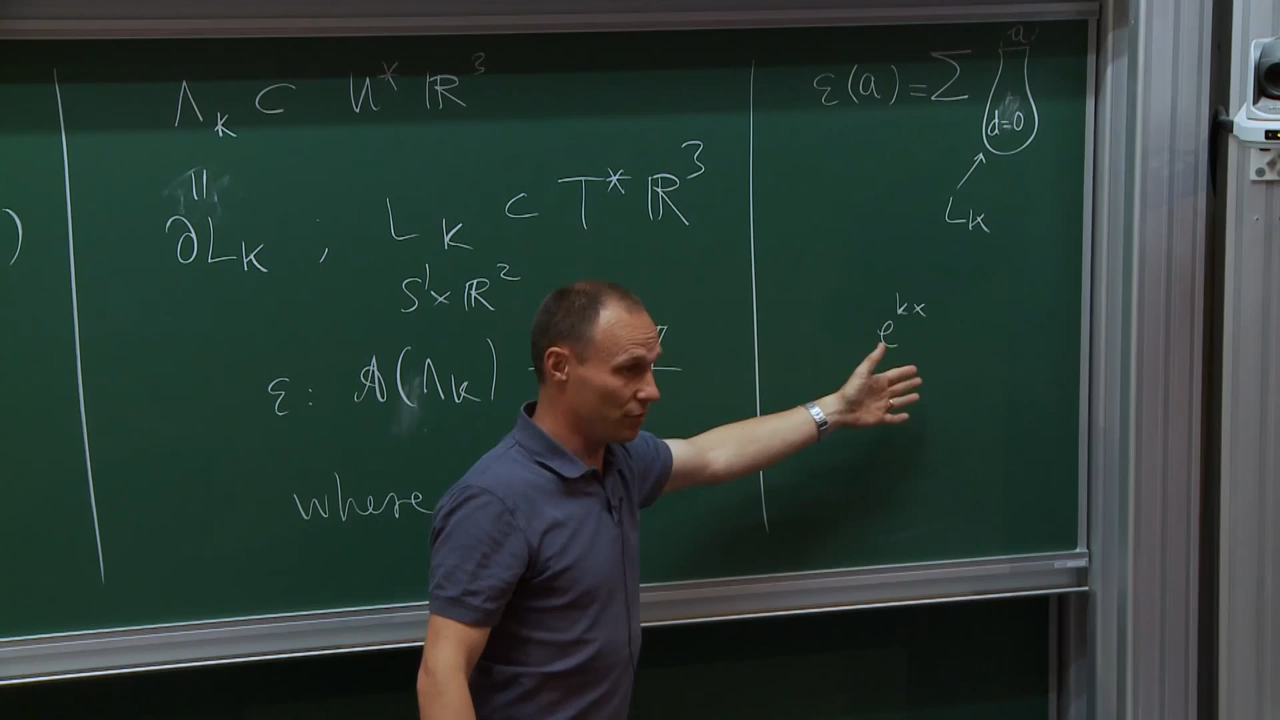 )
Λ_K ⊂ U* ℝ³
=
∂L_K ; L_K ⊂ T* ℝ³
S¹ × ℝ²
ε: 𝒜(Λ_K)
where
ε(a) = Σ
a
d=0
L_K
e^{kx}